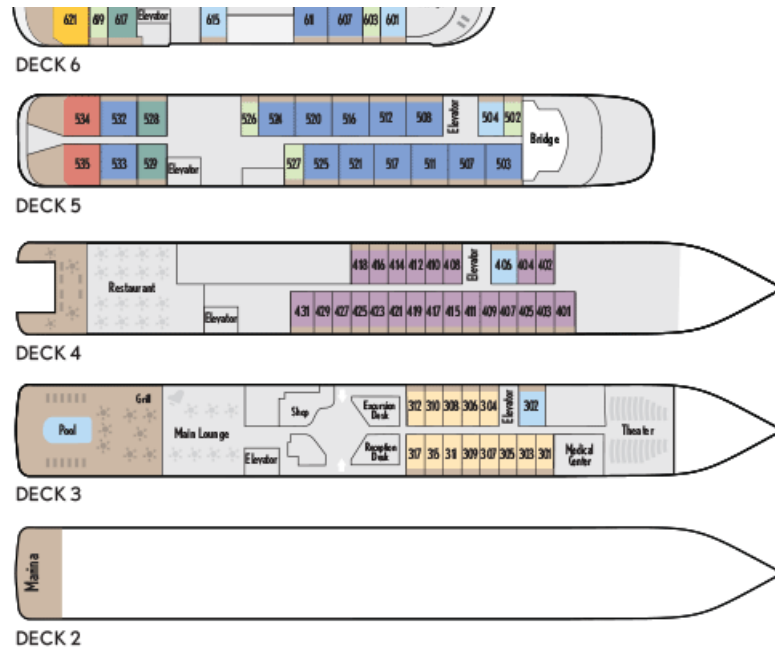 621 619 617 Elevator 615 611 607 603 601
DECK 6
534 532 528 526 524 520 516 512 508 Elevator 504 502
Bridge
535 533 529 Elevator 527 525 521 517 511 507 503
DECK 5
418 416 414 412 410 408 Elevator 406 404 402
Restaurant
Elevator 431 429 427 425 423 421 419 417 415 411 409 407 405 403 401
DECK 4
Grill
Pool
Main Lounge
Shop
Excursion
Desk
312 310 308 306 304 Elevator 302
Theater
Elevator
Reception
Desk
317 315 311 309 307 305 303 301
Medical
Center
DECK 3
Marina
DECK 2